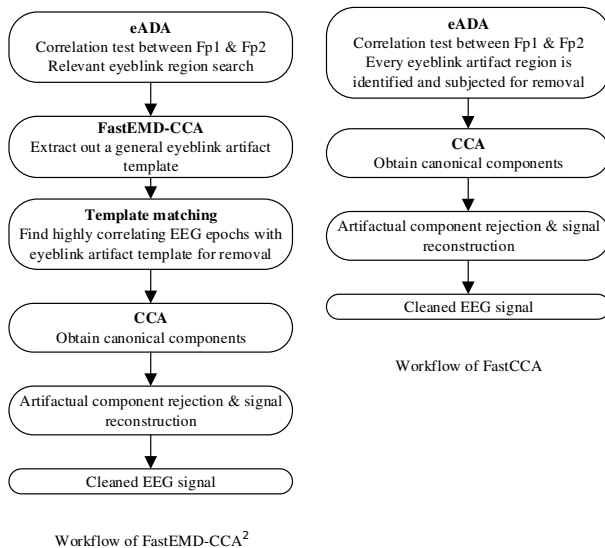 eADA
Correlation test between Fp1 & Fp2
Relevant eyeblink region search
FastEMD-CCA
Extract out a general eyeblink artifact
template
Template matching
Find highly correlating EEG epochs with
eyeblink artifact template for removal
CCA
Obtain canonical components
Artifactual component rejection & signal
reconstruction
Cleaned EEG signal
Workflow of FastEMD-CCA²
eADA
Correlation test between Fp1 & Fp2
Every eyeblink artifact region is
identified and subjected for removal
CCA
Obtain canonical components
Artifactual component rejection & signal
reconstruction
Cleaned EEG signal
Workflow of FastCCA